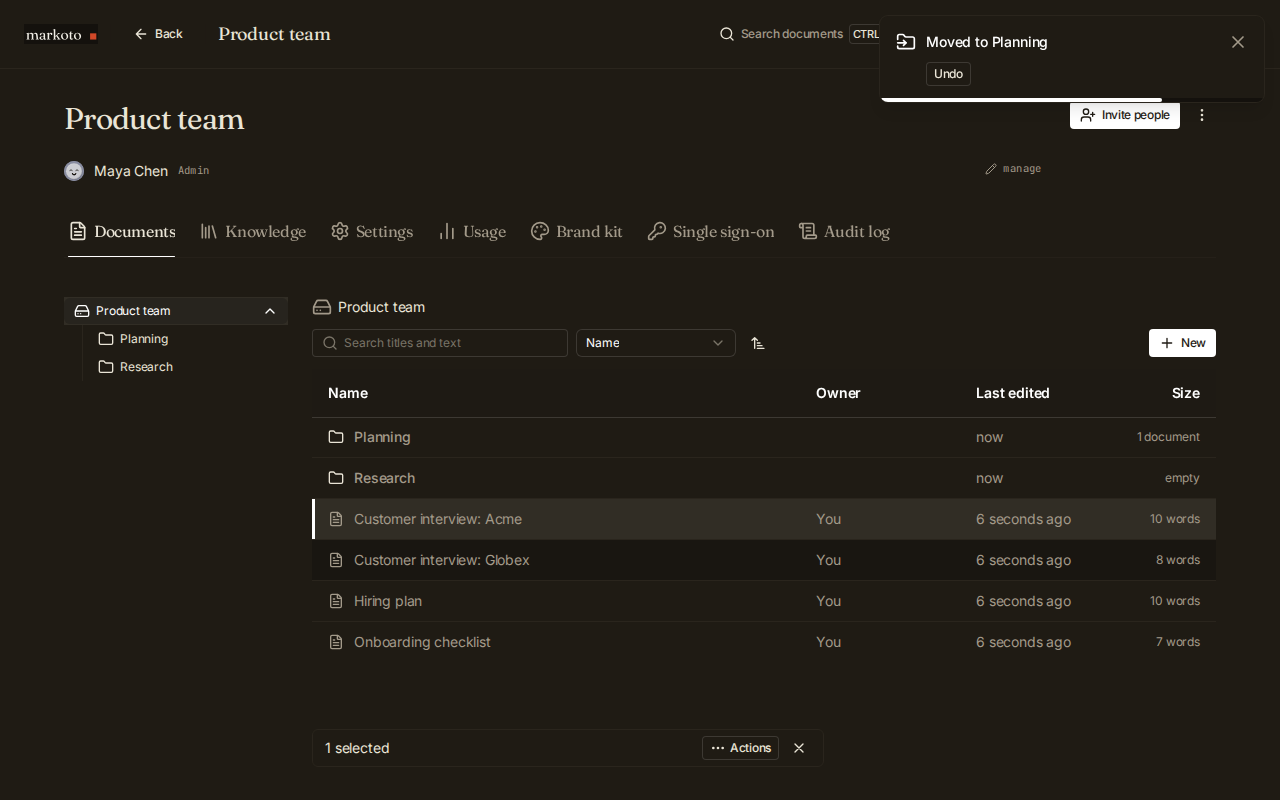 markoto
Back
Product team
Search documents
CTRL
Moved to Planning
Undo
Product team
Invite people
Maya Chen
Admin
manage
Documents
Knowledge
Settings
Usage
Brand kit
Single sign-on
Audit log
Product team
Planning
Research
Product team
Search titles and text
Name
New
Name Owner Last edited Size
Planning now 1 document
Research now empty
Customer interview: Acme You 6 seconds ago 10 words
Customer interview: Globex You 6 seconds ago 8 words
Hiring plan You 6 seconds ago 10 words
Onboarding checklist You 6 seconds ago 7 words
1 selected
Actions